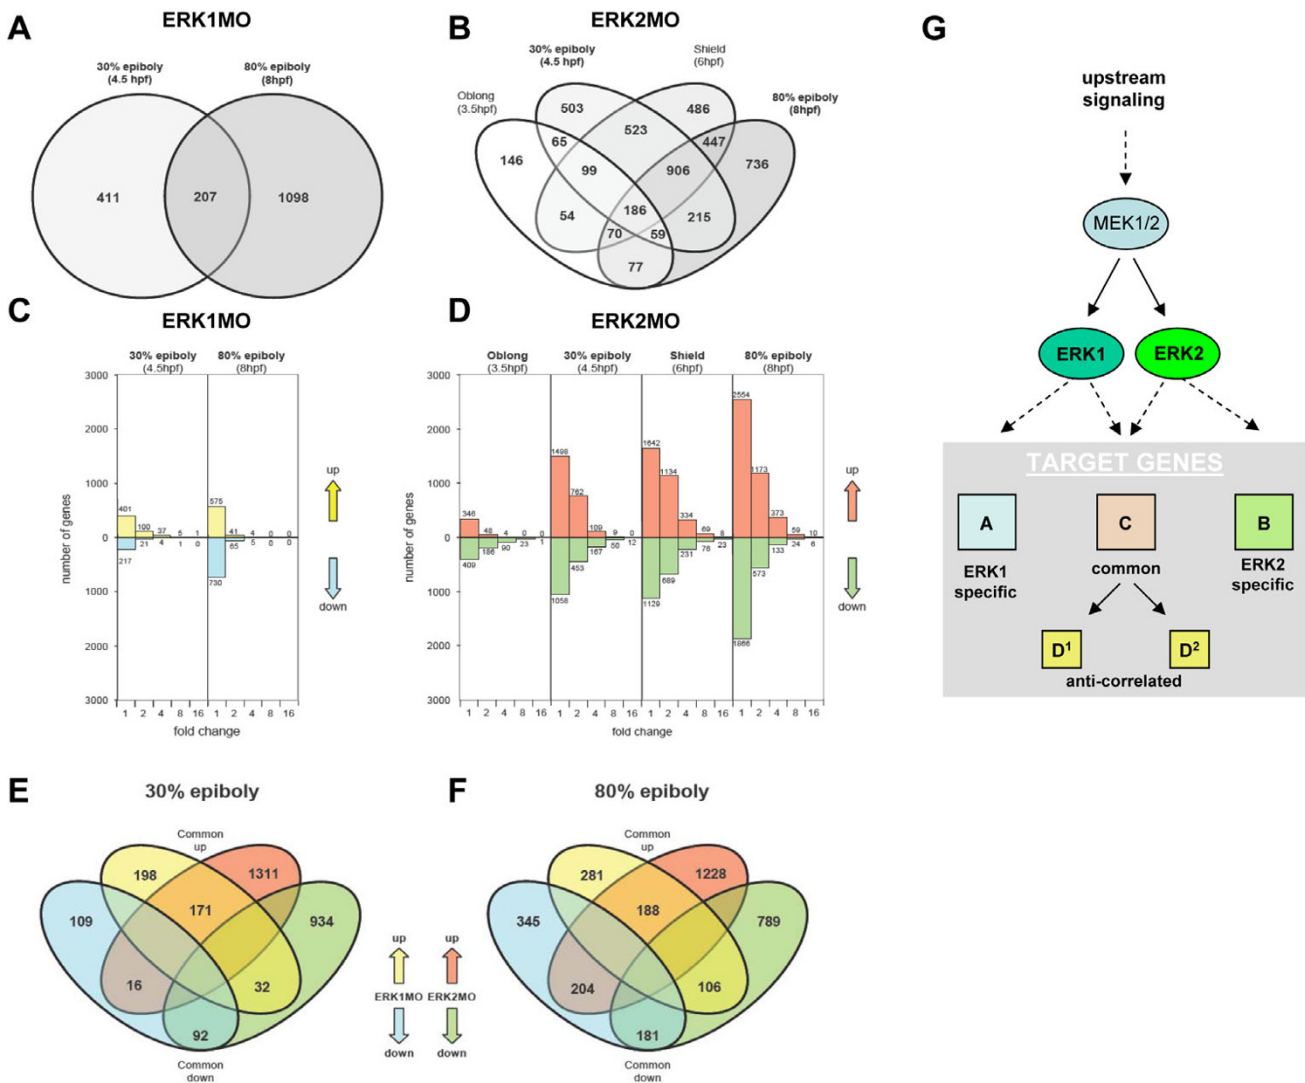 A
ERK1MO
30% epiboly
(4.5 hpf)
80% epiboly
(8hpf)
411
207
1098
B
ERK2MO
Oblong
(3.5hpf)
30% epiboly
(4.5 hpf)
Shield
(6hpf)
80% epiboly
(8hpf)
503
486
65
523
447
146
736
99
906
54
186
215
70
59
77
C
ERK1MO
30% epiboly
(4.5hpf)
80% epiboly
(8hpf)
number of genes
3000
2000
1000
0
1000
2000
3000
401
100
37
5
1
217
21
4
1
0
575
41
4
0
0
730
65
5
0
0
1
2
4
8
16
1
2
4
8
16
fold change
up
down
D
ERK2MO
Oblong
(3.5hpf)
30% epiboly
(4.5hpf)
Shield
(6hpf)
80% epiboly
(8hpf)
number of genes
3000
2000
1000
0
1000
2000
3000
346
48
4
0
0
409
186
90
23
1
1498
762
109
9
0
1058
453
167
50
12
1642
1134
334
69
8
1129
689
231
76
23
2554
1173
373
59
10
1866
573
133
24
6
1
2
4
8
16
1
2
4
8
16
1
2
4
8
16
1
2
4
8
16
fold change
up
down
E
30% epiboly
Common
up
198
1311
109
171
934
16
32
92
Common
down
up
up
ERK1MO
ERK2MO
down
down
F
80% epiboly
Common
up
281
1228
345
188
789
204
106
181
Common
down
G
upstream
signaling
MEK1/2
ERK1
ERK2
TARGET GENES
A
C
B
ERK1
specific
common
ERK2
specific
D1
D2
anti-correlated